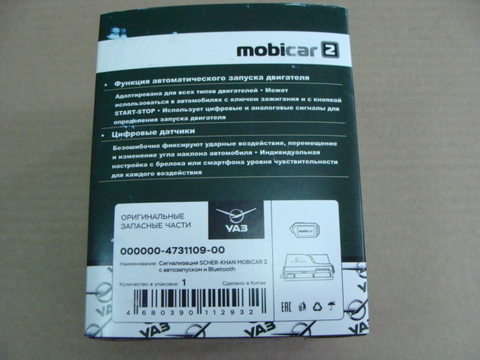 mobicar 2
• Функция автоматического запуска двигателя
Адаптирована для всех типов двигателей • Может
использоваться в автомобилях с ключом зажигания и с кнопкой
START-STOP • Использует цифровые и аналоговые сигналы для
определения запуска двигателя
• Цифровые датчики
Безошибочно фиксируют ударные воздействия, перемещение
и изменение угла наклона автомобиля • Индивидуальная
настройка с брелока или смартфона уровня чувствительности
для каждого воздействия
ОРИГИНАЛЬНЫЕ
ЗАПАСНЫЕ ЧАСТИ
УАЗ
000000-4731109-00
Наименование: Сигнализация SCHER-KHAN MOBICAR 2
с автозапуском и Bluetooth
Количество в упаковке: 1
Сделано в Китае
4 680390 112932
EAC
УАЗ
УАЗ